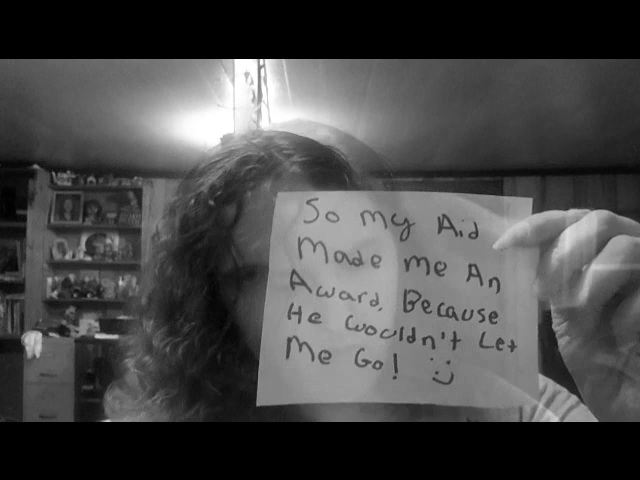 So My Aid
Made Me An
Award. Because
He wouldn't Let
Me Go! :)